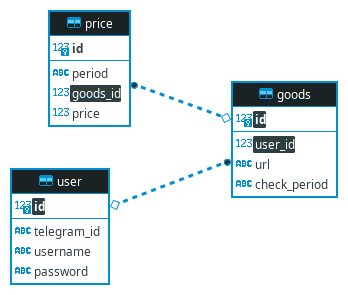 price
123 id
ABC period
123 goods_id
123 price
goods
123 id
123 user_id
ABC url
ABC check_period
user
123 id
ABC telegram_id
ABC username
ABC password